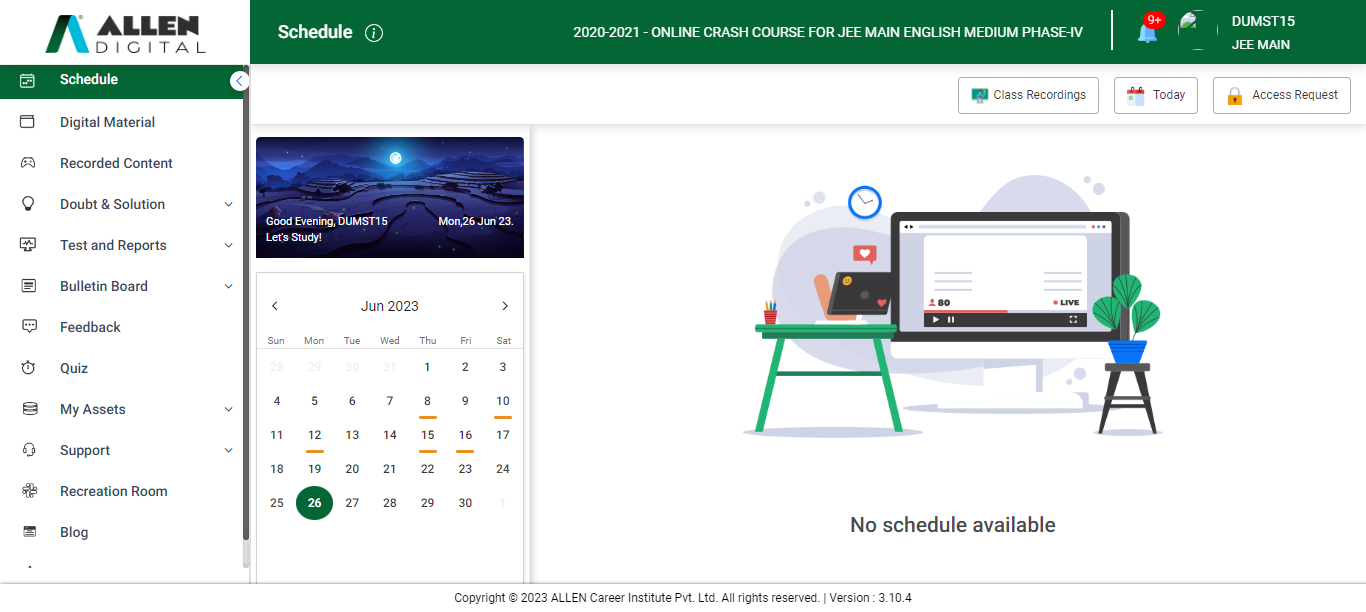 ALLEN
DIGITAL
Schedule
Digital Material
Recorded Content
Doubt & Solution
Test and Reports
Bulletin Board
Feedback
Quiz
My Assets
Support
Recreation Room
Blog
Schedule
2020-2021 - ONLINE CRASH COURSE FOR JEE MAIN ENGLISH MEDIUM PHASE-IV
9+
DUMST15
JEE MAIN
Class Recordings
Today
Access Request
Good Evening, DUMST15
Mon,26 Jun 23.
Let's Study!
Jun 2023
Sun Mon Tue Wed Thu Fri Sat
28 29 30 31 1 2 3
4 5 6 7 8 9 10
11 12 13 14 15 16 17
18 19 20 21 22 23 24
25 26 27 28 29 30 1
80
LIVE
No schedule available
Copyright © 2023 ALLEN Career Institute Pvt. Ltd. All rights reserved. | Version : 3.10.4